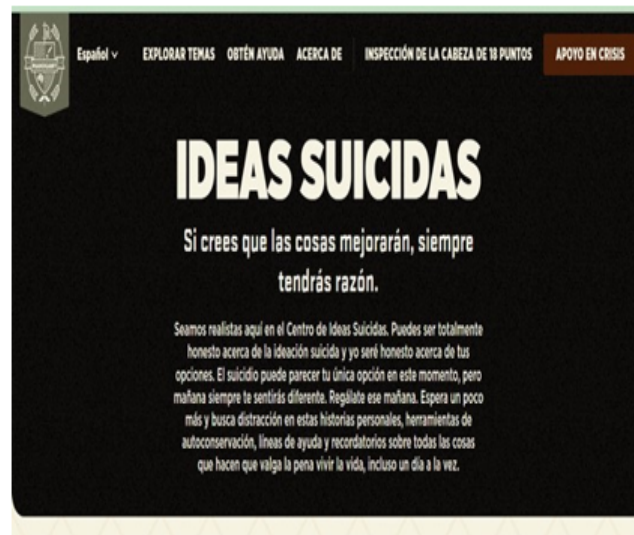 Español
EXPLORAR TEMAS OBTÉN AYUDA ACERCA DE INSPECCIÓN DE LA CABEZA DE 18 PUNTOS APOYO EN CRISIS
IDEAS SUICIDAS
Si crees que las cosas mejorarán, siempre
tendrás razón.
Seamos realistas aquí en el Centro de Ideas Suicidas. Puedes ser totalmente
honesto acerca de la ideación suicida y yo seré honesto acerca de tus
opciones. El suicidio puede parecer tu única opción en este momento, pero
mañana siempre te sentirás diferente. Regálate ese mañana. Espera un poco
más y busca distracción en estas historias personales, herramientas de
autoconservación, líneas de ayuda y recordatorios sobre todas las cosas
que hacen que valga la pena vivir la vida, incluso un día a la vez.